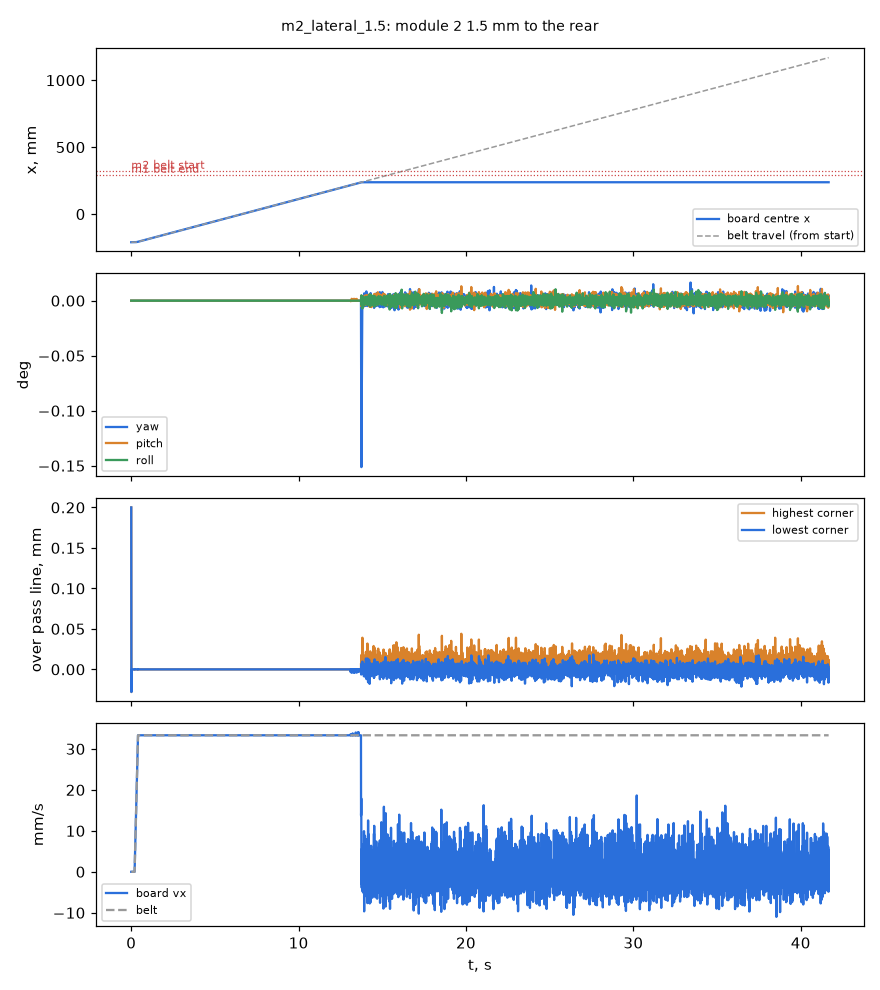 m2_lateral_1.5: module 2 1.5 mm to the rear
1000
500
0
x, mm
m2 belt start
m1 belt end
board centre x
belt travel (from start)
0.00
−0.05
−0.10
−0.15
deg
yaw
pitch
roll
0.20
0.15
0.10
0.05
0.00
over pass line, mm
highest corner
lowest corner
30
20
10
0
−10
mm/s
board vx
belt
0
10
20
30
40
t, s